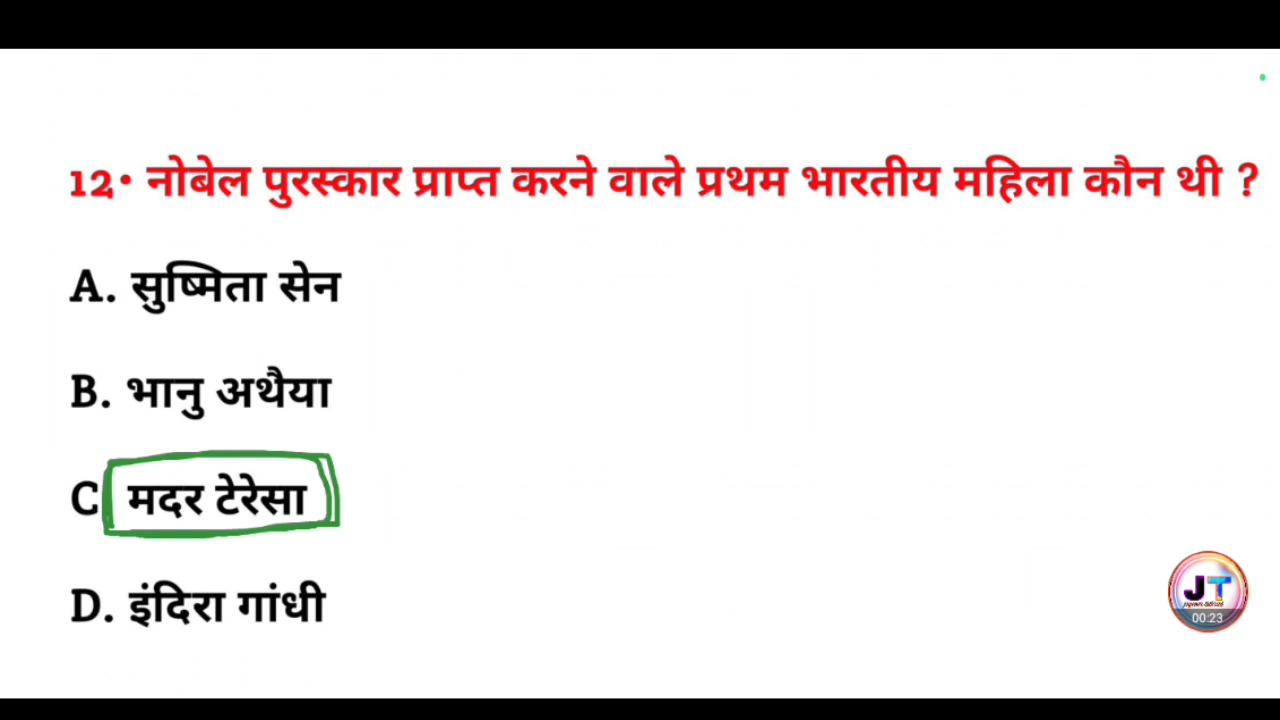 12• नोबेल पुरस्कार प्राप्त करने वाले प्रथम भारतीय महिला कौन थी ?
A. सुष्मिता सेन
B. भानु अथैया
C मदर टेरेसा
D. इंदिरा गांधी
JT
00:23